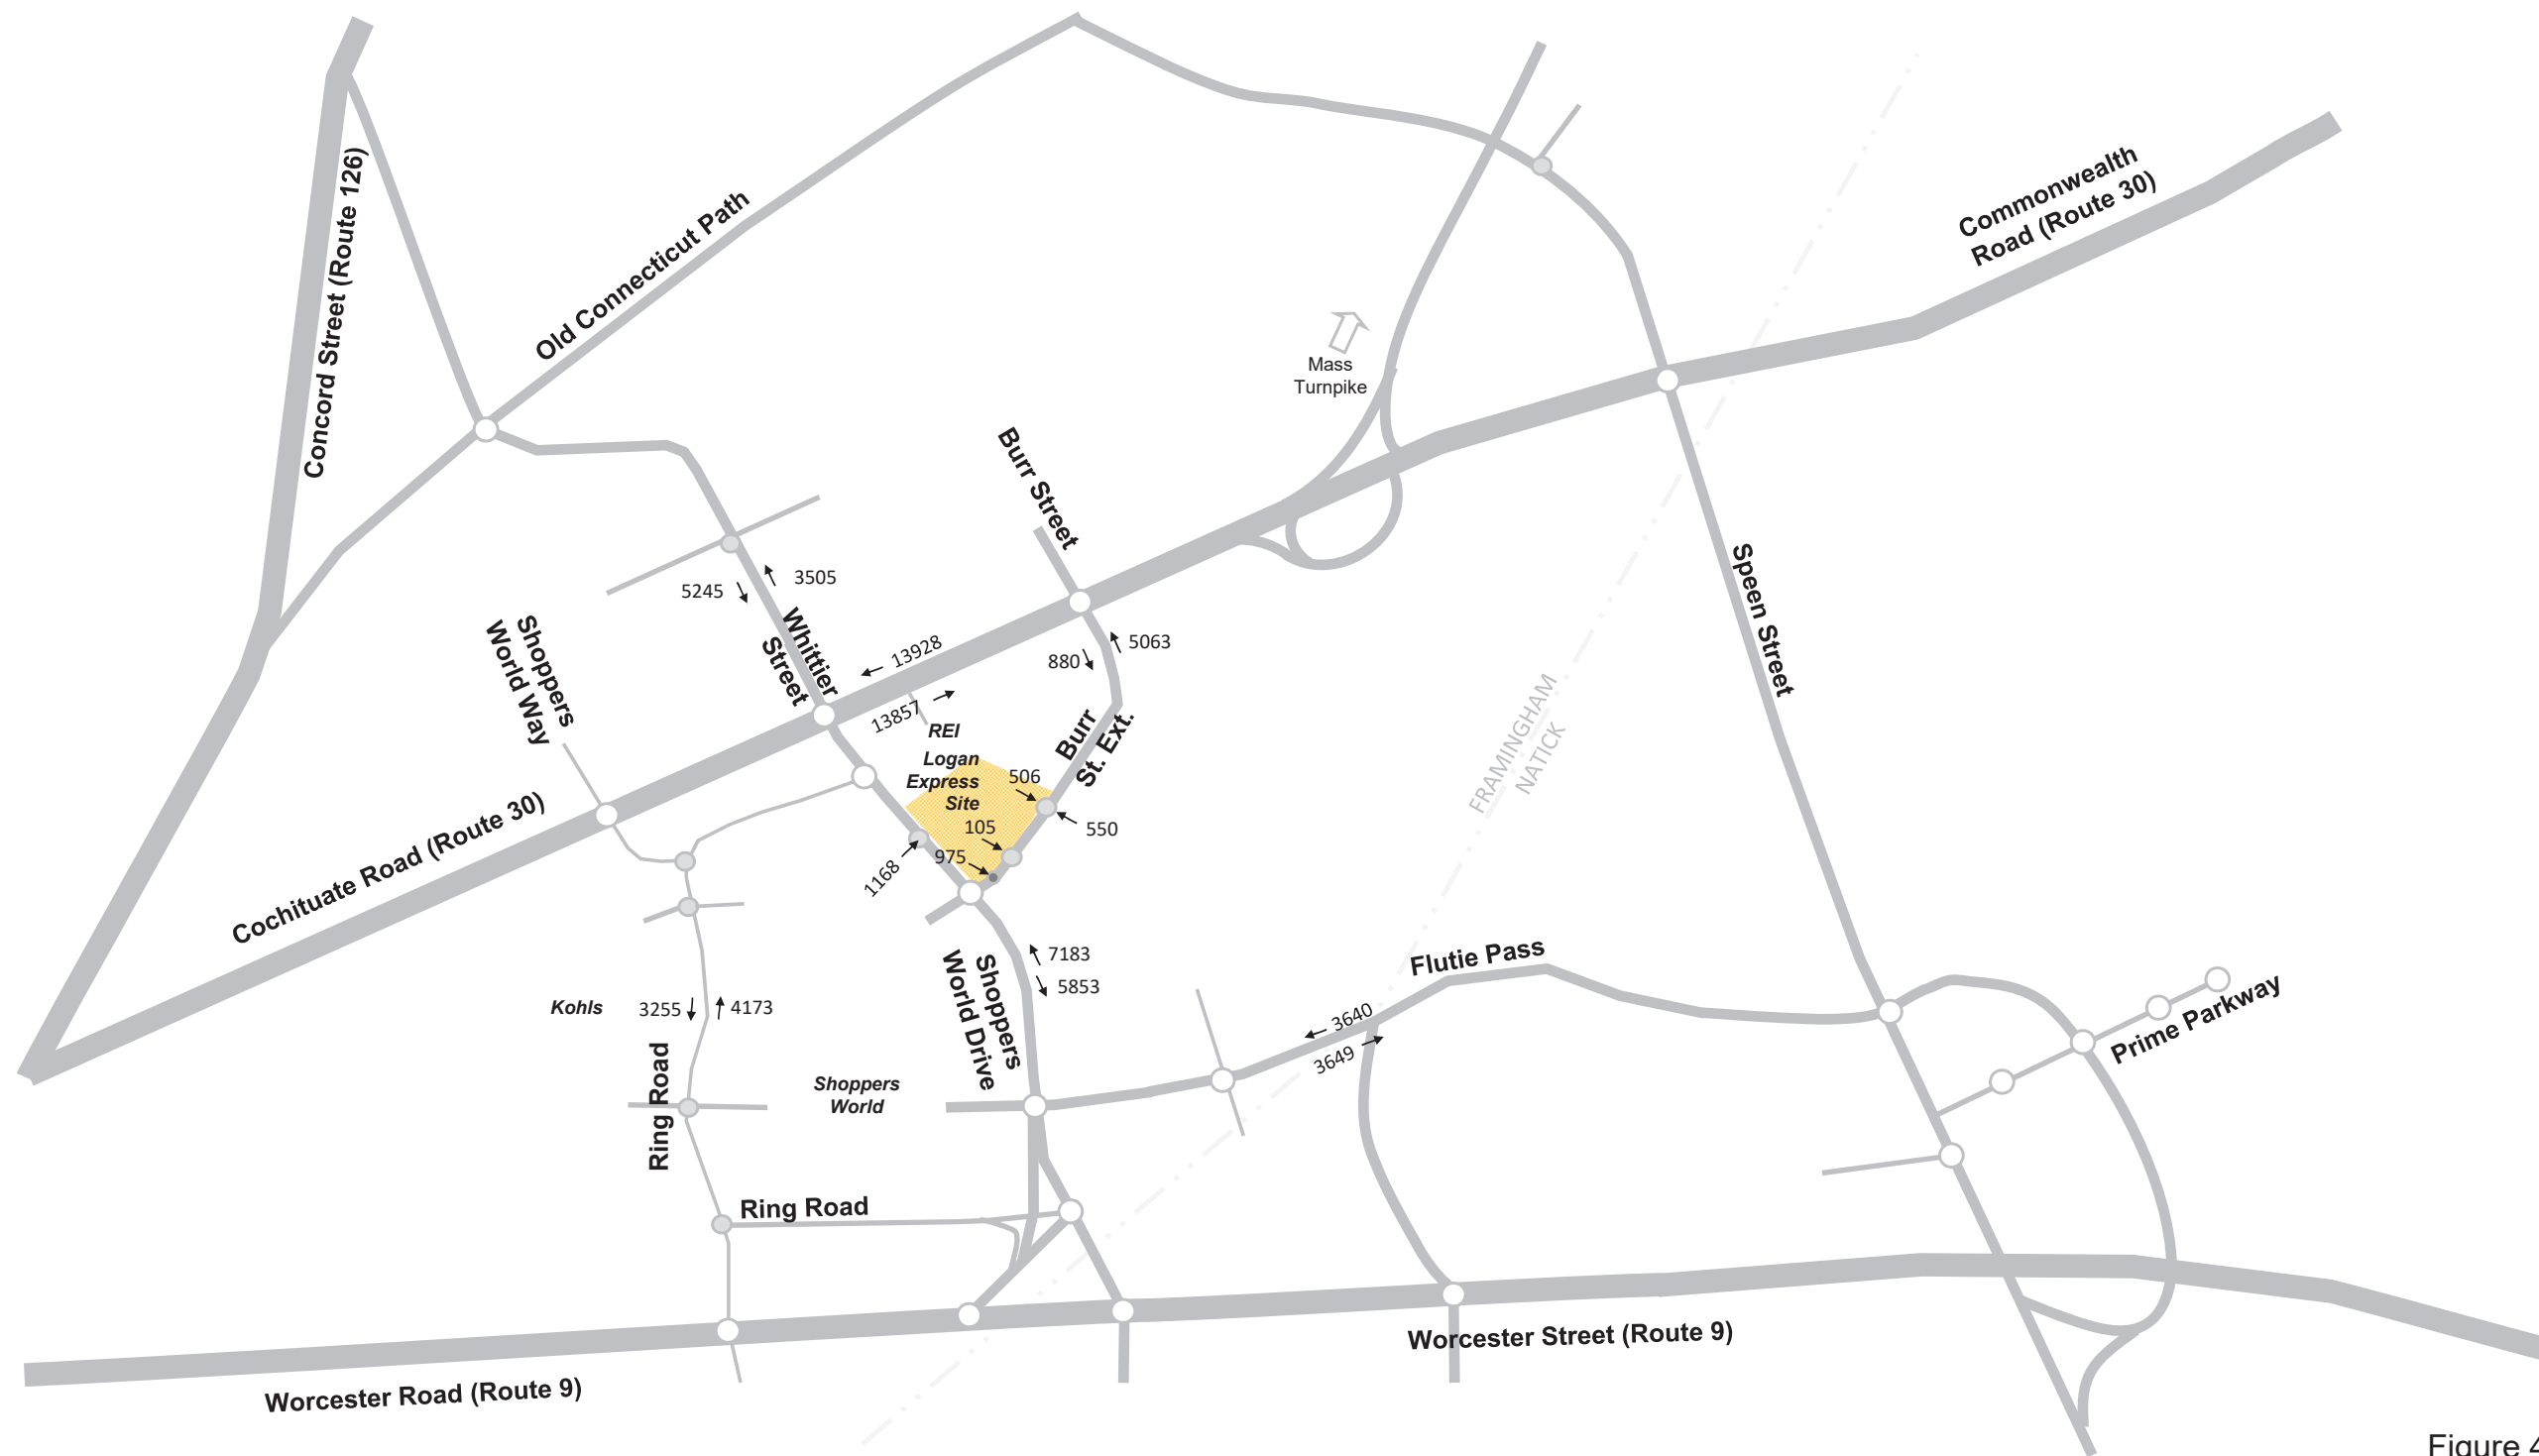 Concord Street (Route 126)
Old Connecticut Path
Commonwealth
Road (Route 30)
Mass
Turnpike
Burr Street
5245
3505
Whittier
Street
Shoppers
World Way
13928
13857
880
5063
Speen Street
REI
Logan
Express
Site
Burr
St. Ext.
506
550
105
975
1168
FRAMINGHAM
NATICK
Cochituate Road (Route 30)
7183
5853
Flutie Pass
Kohls
3255
4173
Shoppers
World Drive
3640
3649
Prime Parkway
Ring Road
Shoppers
World
Ring Road
Worcester Street (Route 9)
Worcester Road (Route 9)
Figure 4